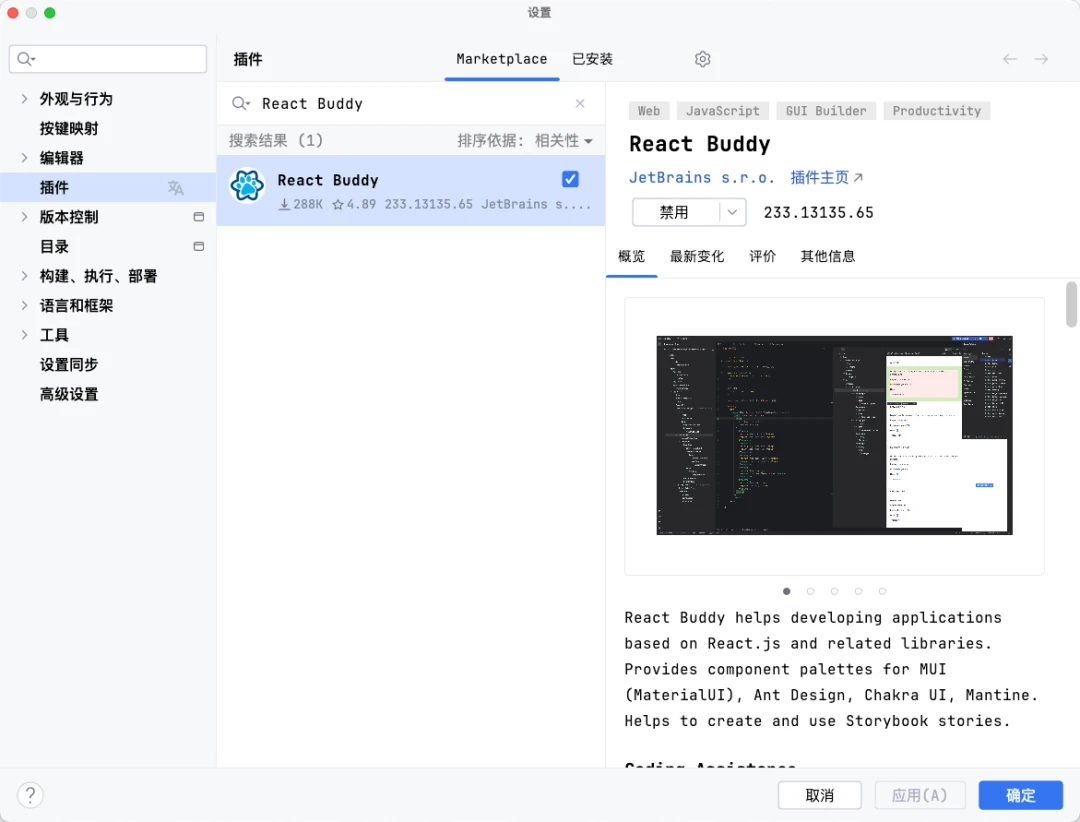 设置
外观与行为
按键映射
编辑器
插件
版本控制
目录
构建、执行、部署
语言和框架
工具
设置同步
高级设置
插件
Marketplace
已安装
React Buddy
搜索结果 (1)
排序依据: 相关性
React Buddy
288K 4.89 233.13135.65 JetBrains s....
Web JavaScript GUI Builder Productivity
React Buddy
JetBrains s.r.o. 插件主页
禁用 233.13135.65
概览 最新变化 评价 其他信息
React Buddy helps developing applications
based on React.js and related libraries.
Provides component palettes for MUI
(MaterialUI), Ant Design, Chakra UI, Mantine.
Helps to create and use Storybook stories.
Coding Assistance
?
取消
应用(A)
确定